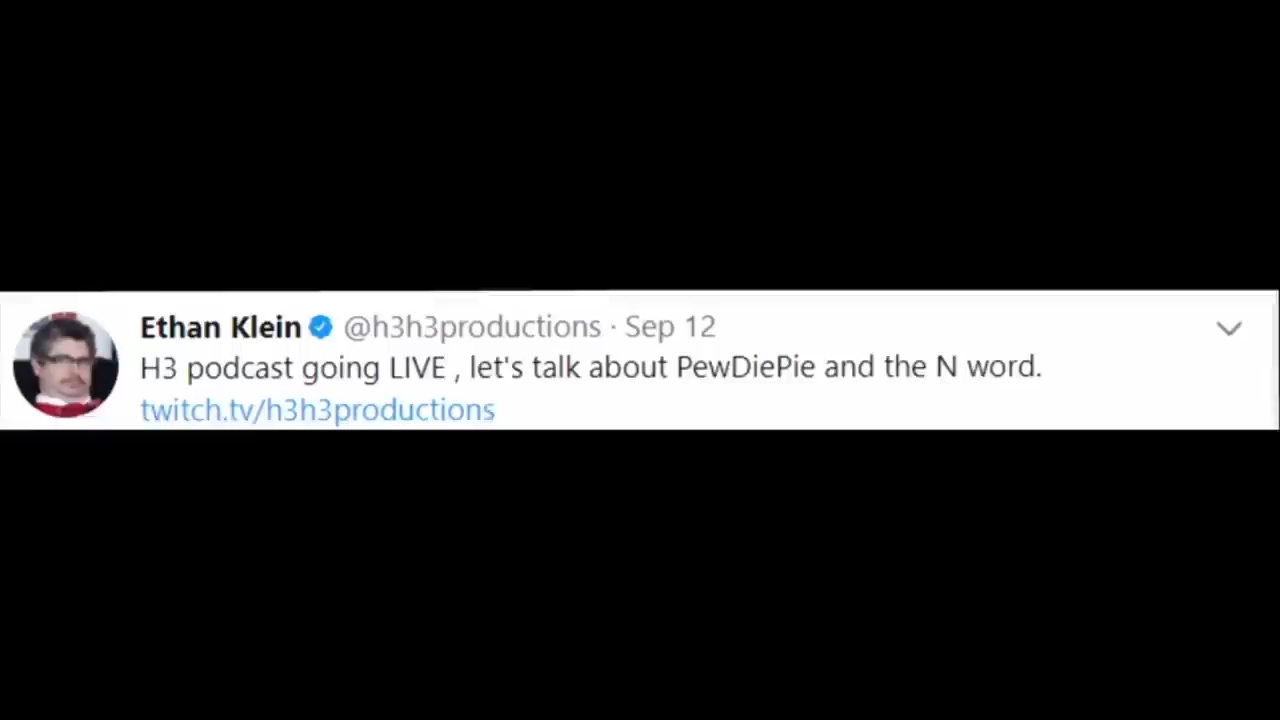 Ethan Klein @h3h3productions · Sep 12
H3 podcast going LIVE , let's talk about PewDiePie and the N word.
twitch.tv/h3h3productions